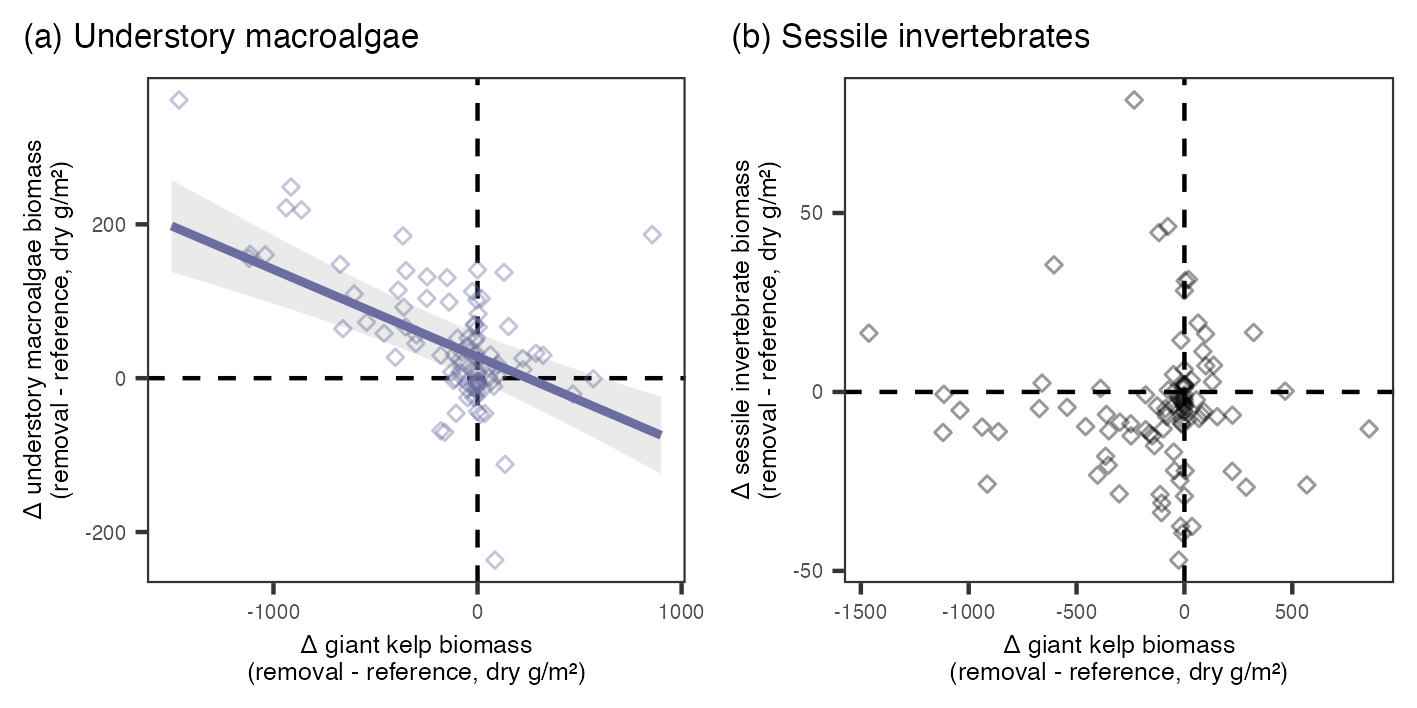 (a) Understory macroalgae
Δ understory macroalgae biomass
(removal - reference, dry g/m²)
200
0
-200
-1000
0
1000
Δ giant kelp biomass
(removal - reference, dry g/m²)
(b) Sessile invertebrates
Δ sessile invertebrate biomass
(removal - reference, dry g/m²)
50
0
-50
-1500
-1000
-500
0
500
Δ giant kelp biomass
(removal - reference, dry g/m²)